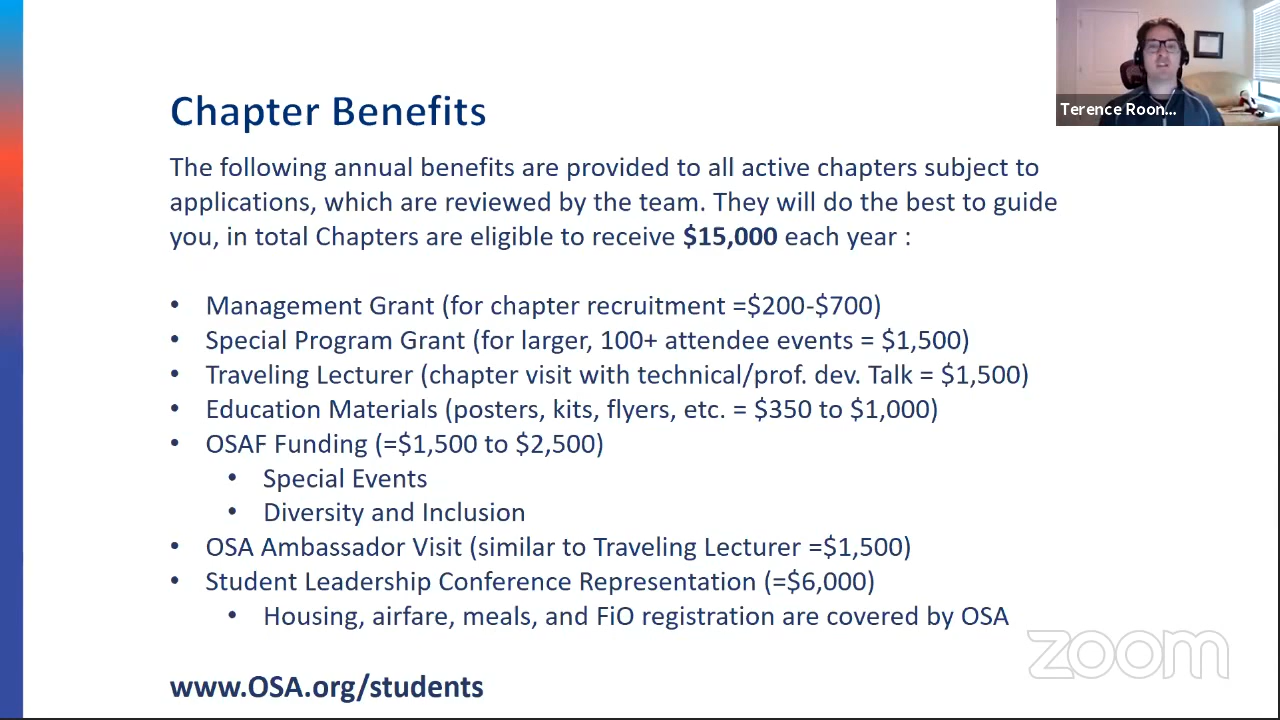 Chapter Benefits
Terence Roon...
The following annual benefits are provided to all active chapters subject to
applications, which are reviewed by the team. They will do the best to guide
you, in total Chapters are eligible to receive $15,000 each year :
• Management Grant (for chapter recruitment =$200-$700)
• Special Program Grant (for larger, 100+ attendee events = $1,500)
• Traveling Lecturer (chapter visit with technical/prof. dev. Talk = $1,500)
• Education Materials (posters, kits, flyers, etc. = $350 to $1,000)
• OSAF Funding (=$1,500 to $2,500)
• Special Events
• Diversity and Inclusion
• OSA Ambassador Visit (similar to Traveling Lecturer =$1,500)
• Student Leadership Conference Representation (=$6,000)
• Housing, airfare, meals, and FiO registration are covered by OSA
zoom
www.OSA.org/students